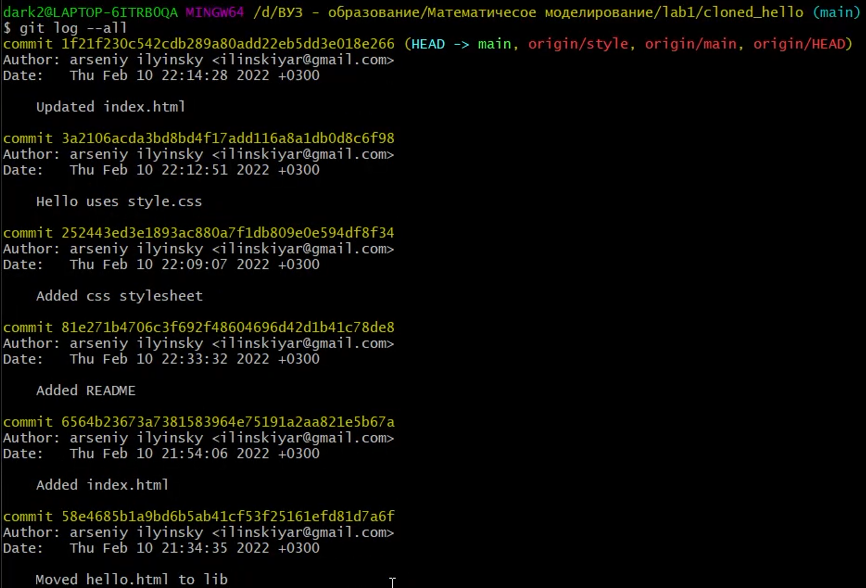 dark2@LAPTOP-6ITRB0QA MINGW64 /d/ВУЗ - образование/Математичесое моделирование/lab1/cloned_hello (main)
$ git log --all
commit 1f21f230c542cdb289a80add22eb5dd3e018e266 (HEAD -> main, origin/style, origin/main, origin/HEAD)
Author: arseniy ilyinsky <ilinskiyar@gmail.com>
Date:   Thu Feb 10 22:14:28 2022 +0300
Updated index.html
commit 3a2106acda3bd8bd4f17add116a8a1db0d8c6f98
Author: arseniy ilyinsky <ilinskiyar@gmail.com>
Date:   Thu Feb 10 22:12:51 2022 +0300
Hello uses style.css
commit 252443ed3e1893ac880a7f1db809e0e594df8f34
Author: arseniy ilyinsky <ilinskiyar@gmail.com>
Date:   Thu Feb 10 22:09:07 2022 +0300
Added css stylesheet
commit 81e271b4706c3f692f48604696d42d1b41c78de8
Author: arseniy ilyinsky <ilinskiyar@gmail.com>
Date:   Thu Feb 10 22:33:32 2022 +0300
Added README
commit 6564b23673a7381583964e75191a2aa821e5b67a
Author: arseniy ilyinsky <ilinskiyar@gmail.com>
Date:   Thu Feb 10 21:54:06 2022 +0300
Added index.html
commit 58e4685b1a9bd6b5ab41cf53f25161efd81d7a6f
Author: arseniy ilyinsky <ilinskiyar@gmail.com>
Date:   Thu Feb 10 21:34:35 2022 +0300
Moved hello.html to lib